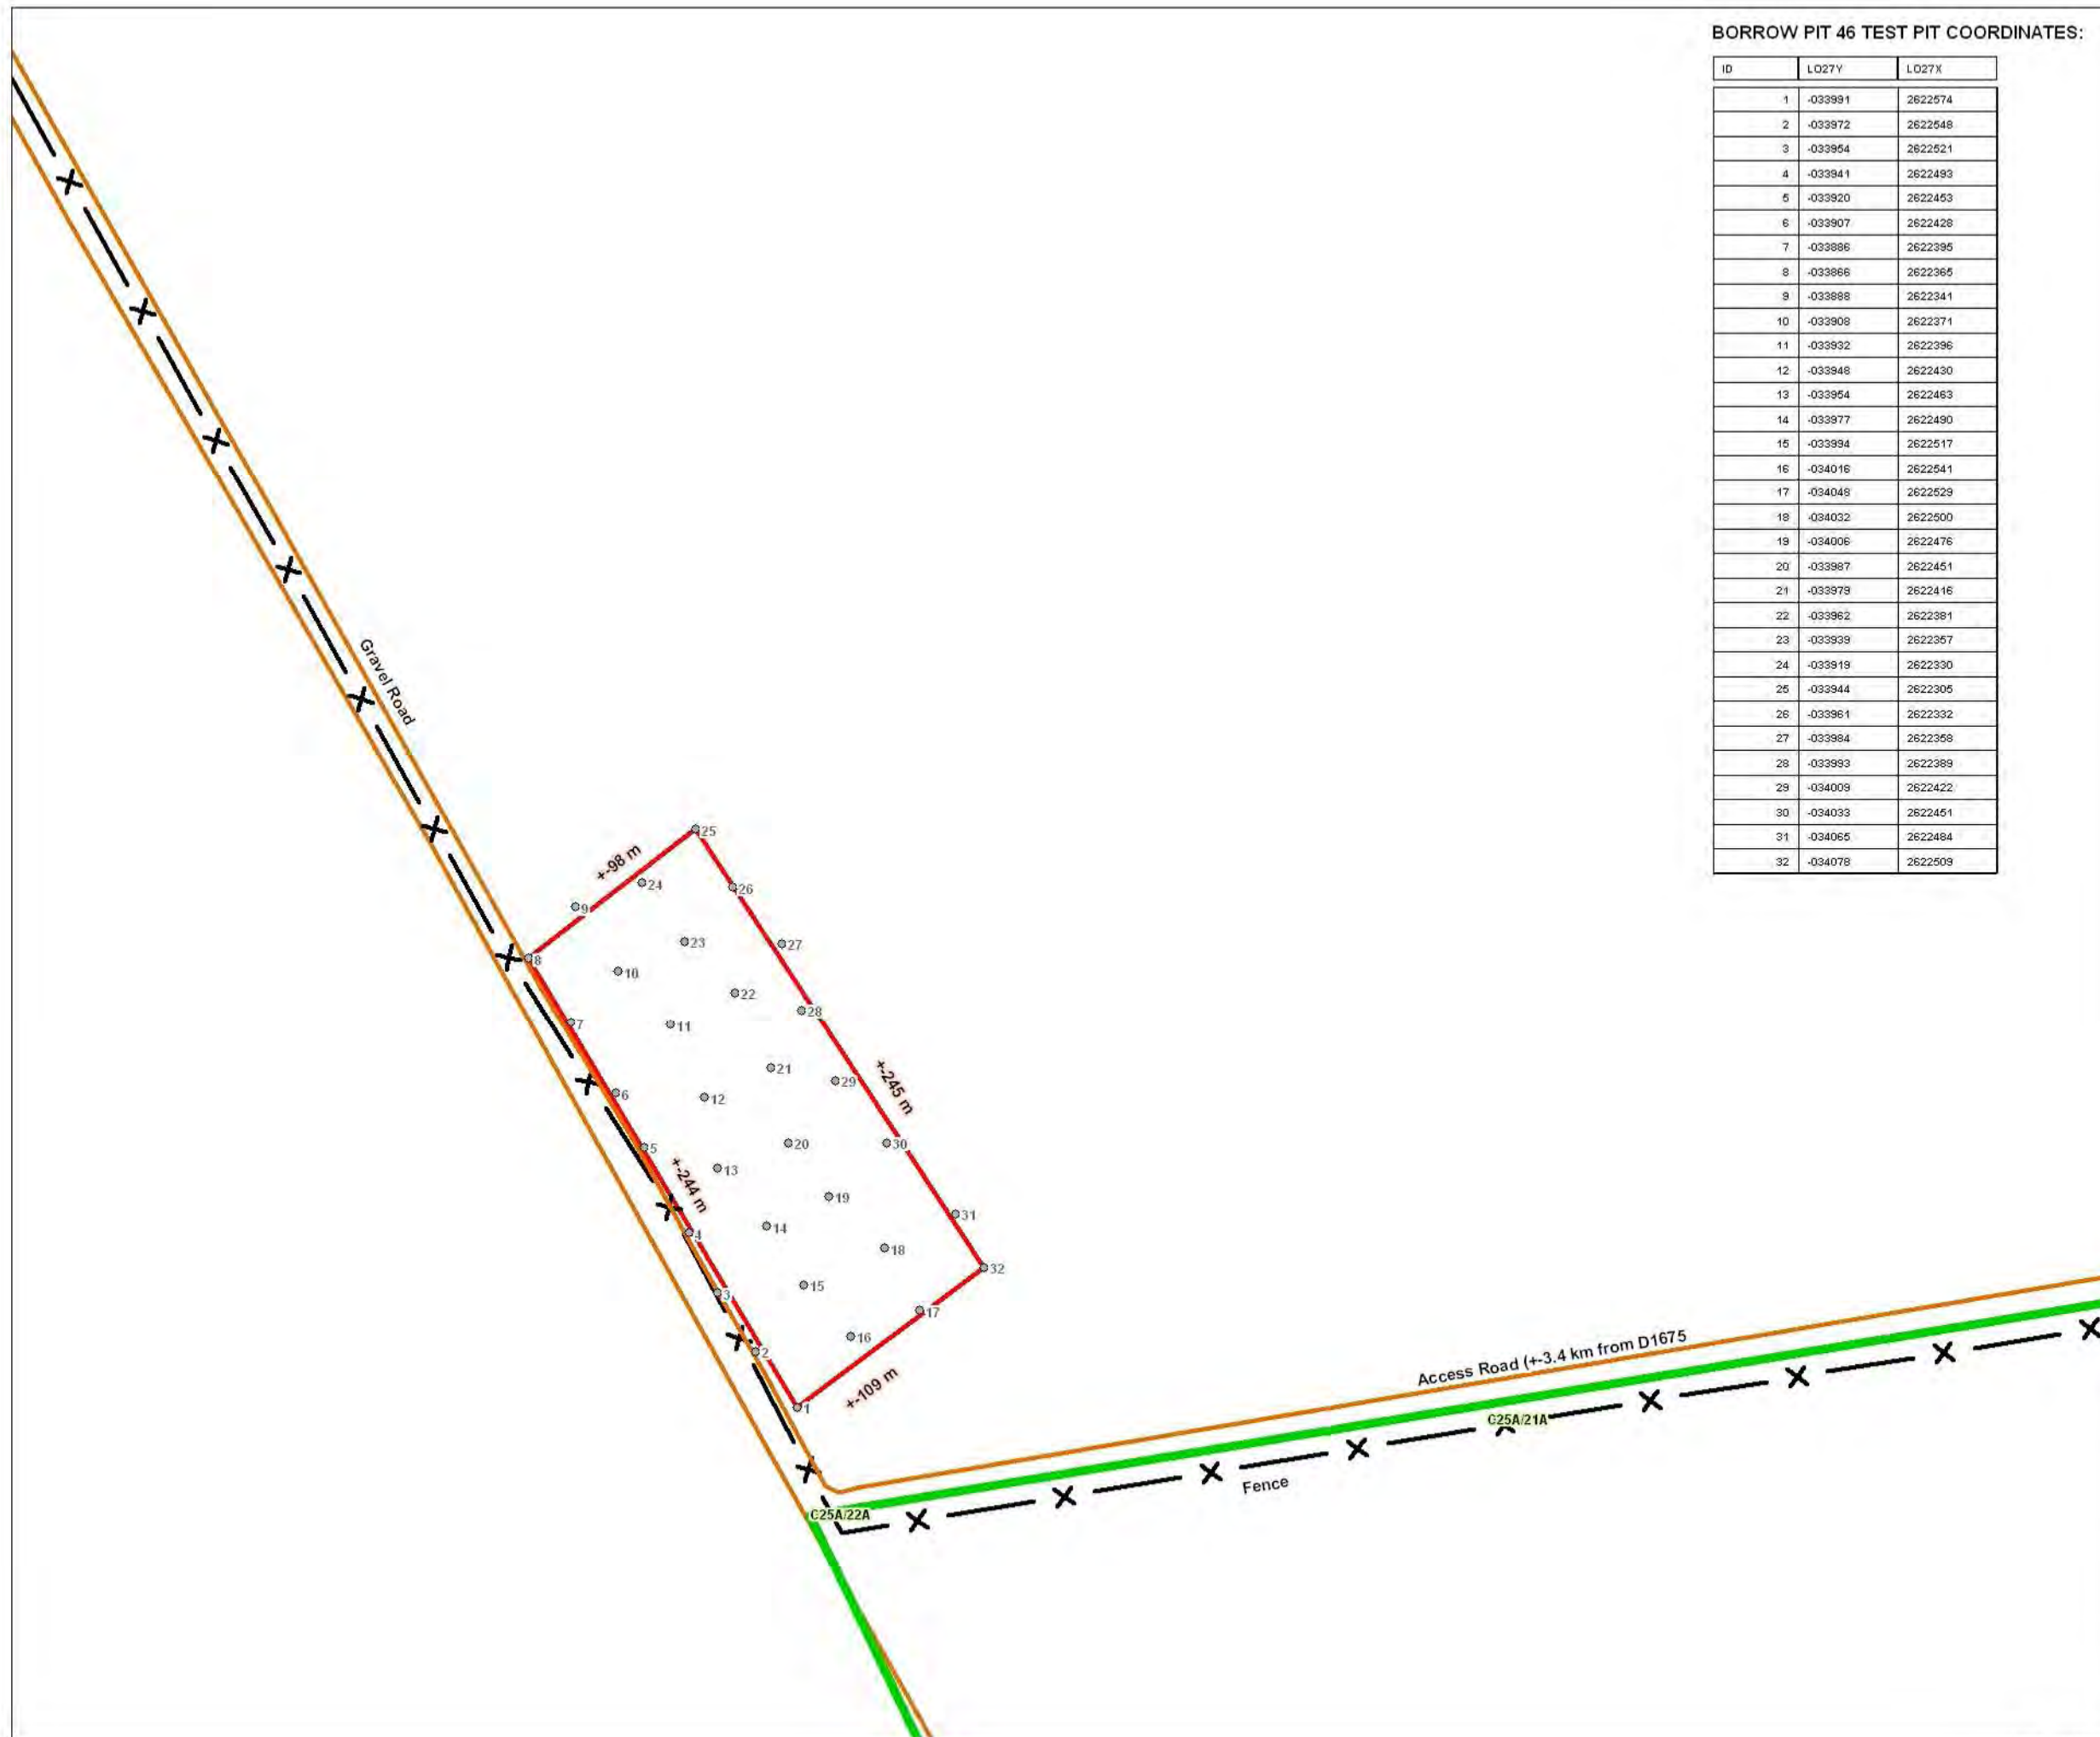 BORROW PIT 46 TEST PIT COORDINATES:
ID LO27Y LO27X
1 -033991 2622574
2 -033972 2622548
3 -033954 2622521
4 -033941 2622493
5 -033920 2622453
6 -033907 2622428
7 -033886 2622395
8 -033866 2622365
9 -033888 2622341
10 -033908 2622371
11 -033932 2622396
12 -033948 2622430
13 -033954 2622463
14 -033977 2622490
15 -033994 2622517
16 -034016 2622541
17 -034048 2622529
18 -034032 2622500
19 -034006 2622476
20 -033987 2622451
21 -033979 2622416
22 -033962 2622381
23 -033939 2622357
24 -033919 2622330
25 -033944 2622305
26 -033961 2622332
27 -033984 2622358
28 -033993 2622389
29 -034009 2622422
30 -034033 2622451
31 -034065 2622484
32 -034078 2622509
Gravel Road
25
+-98 m
24
26
9
23
27
8
10
22
28
7
11
21
29
+-245 m
6
12
20
30
5
13
+-244 m
19
31
14
4
18
32
15
3
17
16
2
+-109 m
1
Access Road (+-3.4 km from D1675
C25A/21A
Fence
C25A/22A